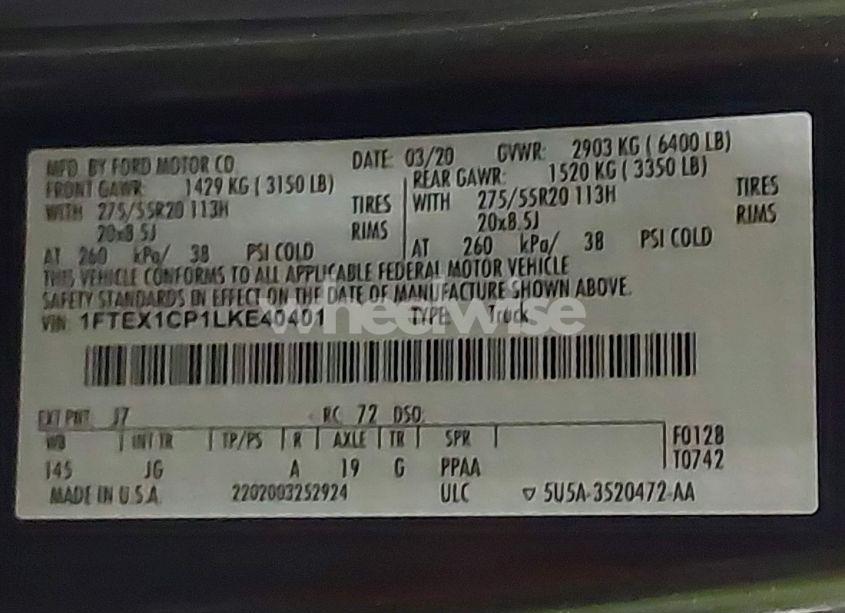 MFD. BY FORD MOTOR CO. DATE: 03/20 GVWR: 2903 KG ( 6400 LB)
FRONT GAWR: 1429 KG ( 3150 LB) REAR GAWR: 1520 KG ( 3350 LB)
WITH 275/55R20 113H TIRES WITH 275/55R20 113H TIRES
20x8.5J RIMS 20x8.5J RIMS
AT 260 kPa/ 38 PSI COLD AT 260 kPa/ 38 PSI COLD
THIS VEHICLE CONFORMS TO ALL APPLICABLE FEDERAL MOTOR VEHICLE
SAFETY STANDARDS IN EFFECT ON THE DATE OF MANUFACTURE SHOWN ABOVE.
wheelwise
VIN: 1FTEX1CP1LKE40401 TYPE: Truck
EXT PNT: J7 RC: 72 DSO:
WB INT TR TP/PS R AXLE TR SPR F0128
145 JG A 19 G PPAA T0742
MADE IN U.S.A. 2202003252924 ULC ▽ 5U5A-3520472-AA